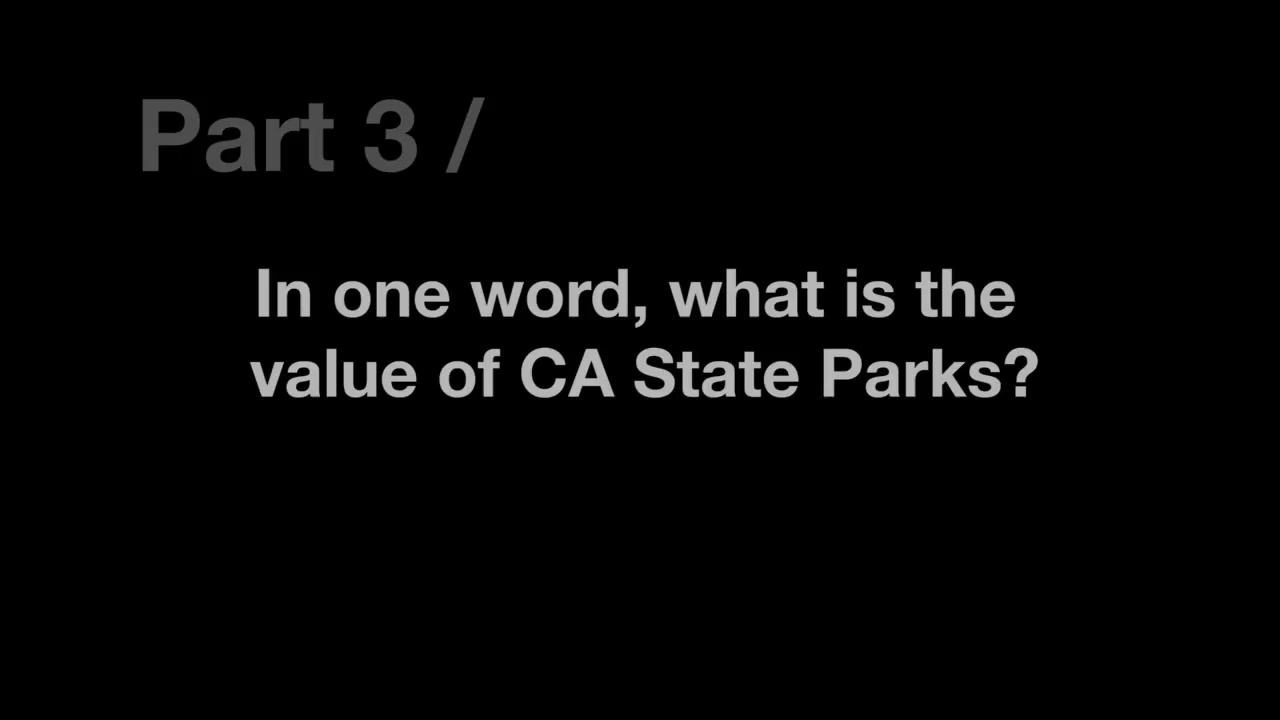 Part 3 /
In one word, what is the
value of CA State Parks?